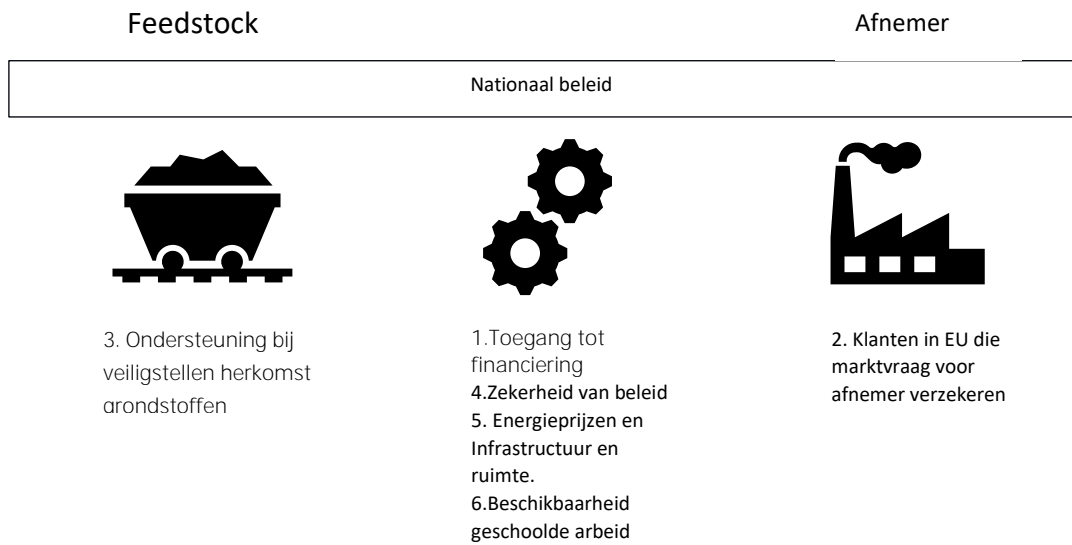 Feedstock
Afnemer
Nationaal beleid
3. Ondersteuning bij
veiligstellen herkomst
grondstoffen
1.Toegang tot
financiering
4.Zekerheid van beleid
5. Energieprijzen en
Infrastructuur en
ruimte.
6.Beschikbaarheid
geschoolde arbeid
2. Klanten in EU die
marktvraag voor
afnemer verzekeren